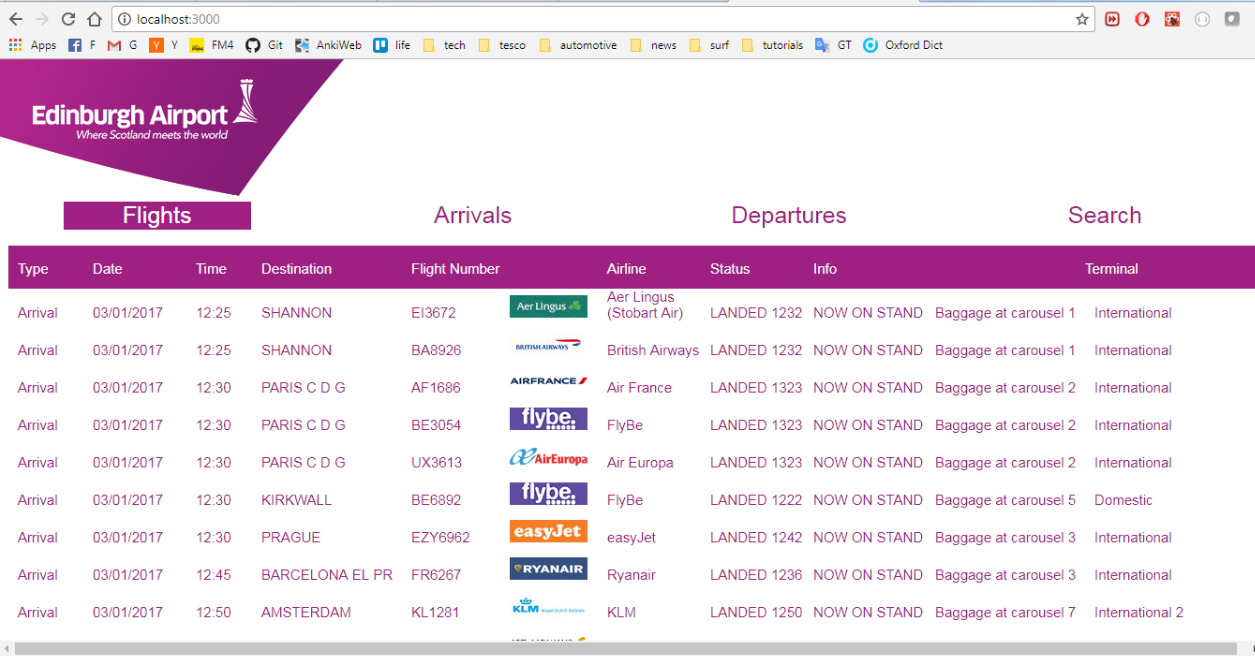 localhost:3000
Apps F G Y FM4 Git AnkiWeb life tech tesco automotive news surf tutorials GT Oxford Dict
Edinburgh Airport
Where Scotland meets the world
Flights Arrivals Departures Search
Type Date Time Destination Flight Number Airline Status Info Terminal
Arrival 03/01/2017 12:25 SHANNON EI3672 Aer Lingus Aer Lingus (Stobart Air) LANDED 1232 NOW ON STAND Baggage at carousel 1 International
Arrival 03/01/2017 12:25 SHANNON BA8926 BRITISH AIRWAYS British Airways LANDED 1232 NOW ON STAND Baggage at carousel 1 International
Arrival 03/01/2017 12:30 PARIS C D G AF1686 AIRFRANCE Air France LANDED 1323 NOW ON STAND Baggage at carousel 2 International
Arrival 03/01/2017 12:30 PARIS C D G BE3054 flybe. FlyBe LANDED 1323 NOW ON STAND Baggage at carousel 2 International
Arrival 03/01/2017 12:30 PARIS C D G UX3613 AirEuropa Air Europa LANDED 1323 NOW ON STAND Baggage at carousel 2 International
Arrival 03/01/2017 12:30 KIRKWALL BE6892 flybe. FlyBe LANDED 1222 NOW ON STAND Baggage at carousel 5 Domestic
Arrival 03/01/2017 12:30 PRAGUE EZY6962 easyJet easyJet LANDED 1242 NOW ON STAND Baggage at carousel 3 International
Arrival 03/01/2017 12:45 BARCELONA EL PR FR6267 RYANAIR Ryanair LANDED 1236 NOW ON STAND Baggage at carousel 3 International
Arrival 03/01/2017 12:50 AMSTERDAM KL1281 KLM Royal Dutch Airlines KLM LANDED 1250 NOW ON STAND Baggage at carousel 7 International 2